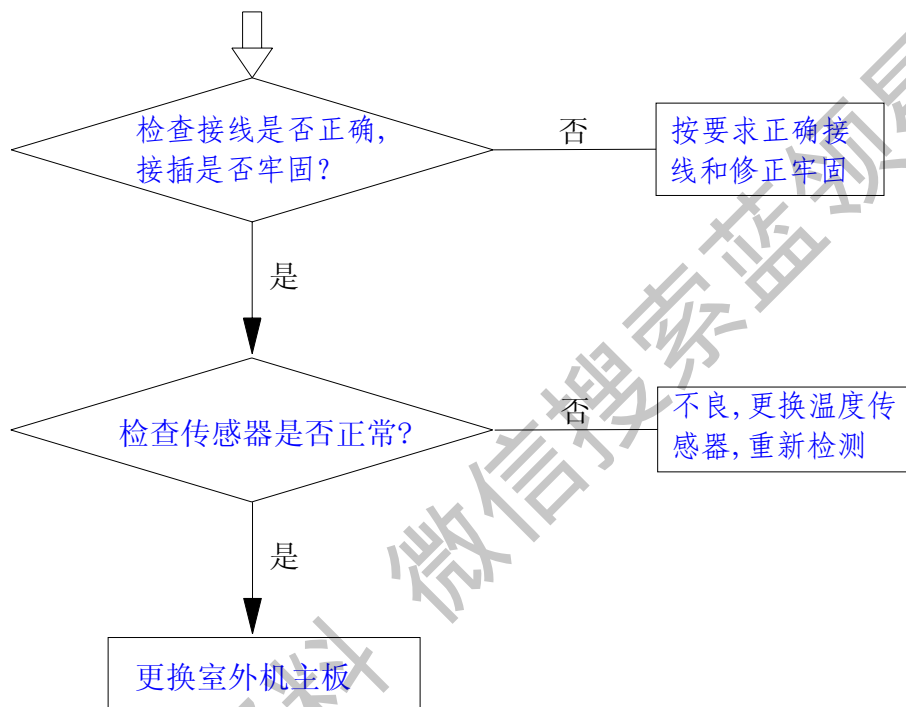 检查接线是否正确,
接插是否牢固?
否
按要求正确接
线和修正牢固
是
检查传感器是否正常?
否
不良,更换温度传
感器,重新检测
是
更换室外机主板
料 微信搜索蓝领